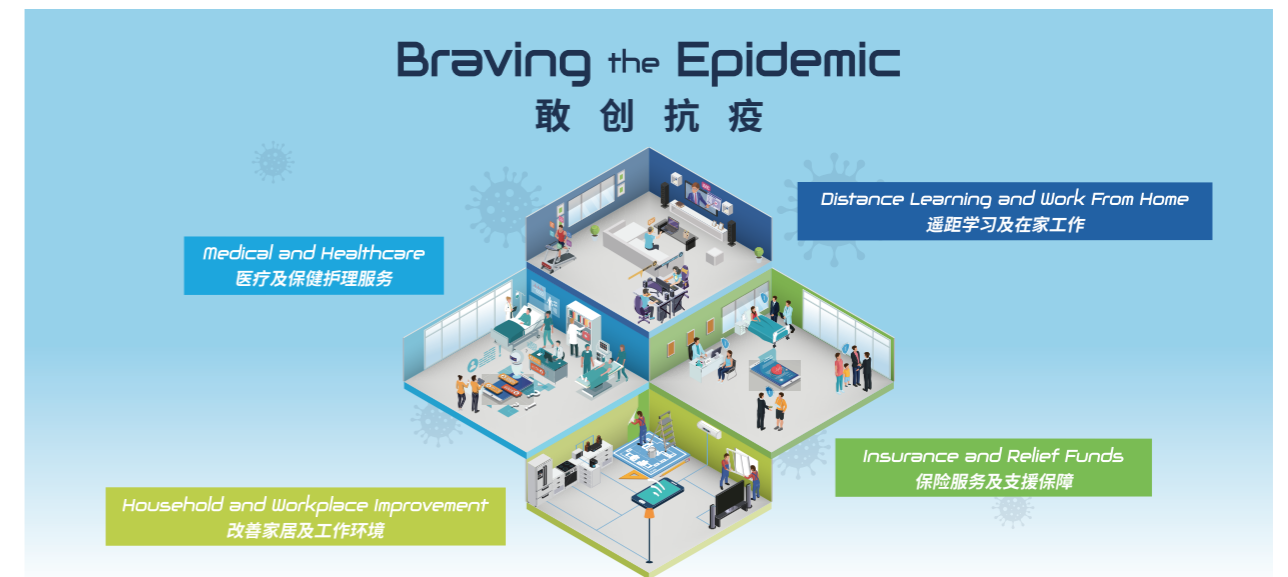 Braving the Epidemic
敢创抗疫
Distance Learning and Work From Home
遥距学习及在家工作
Medical and Healthcare
医疗及保健护理服务
Insurance and Relief Funds
保险服务及支援保障
Household and Workplace Improvement
改善家居及工作环境